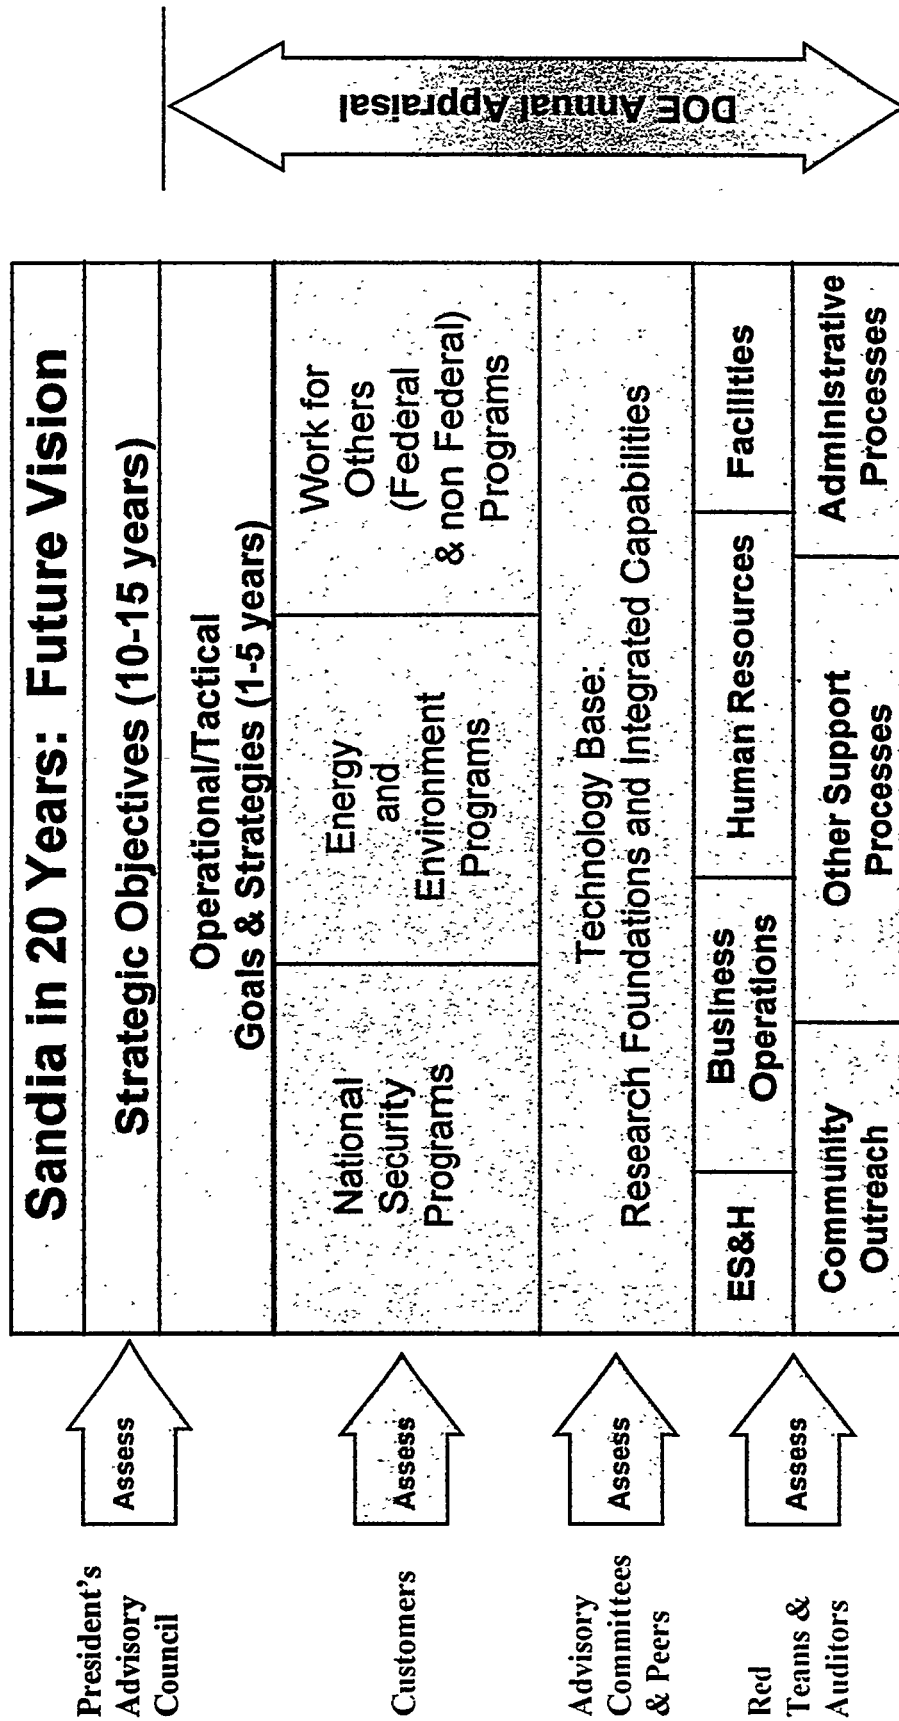 Sandia in 20 Years: Future Vision
President's
Advisory
Council
Assess
Strategic Objectives (10-15 years)
Operational/Tactical
Goals & Strategies (1-5 years)
Customers
Assess
National
Security
Programs
Energy
and
Environment
Programs
Work for
Others
(Federal
& non Federal)
Programs
Advisory
Committees
& Peers
Assess
Technology Base:
Research Foundations and Integrated Capabilities
Red
Teams &
Auditors
Assess
ES&H
Business
Operations
Human Resources
Facilities
Community
Outreach
Other Support
Processes
Administrative
Processes
DOE Annual Appraisal